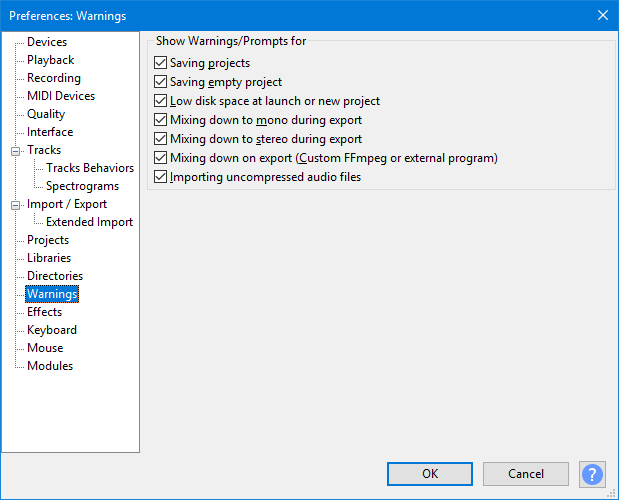 Preferences: Warnings
Devices
Playback
Recording
MIDI Devices
Quality
Interface
Tracks
Tracks Behaviors
Spectrograms
Import / Export
Extended Import
Projects
Libraries
Directories
Warnings
Effects
Keyboard
Mouse
Modules
Show Warnings/Prompts for
Saving projects
Saving empty project
Low disk space at launch or new project
Mixing down to mono during export
Mixing down to stereo during export
Mixing down on export (Custom FFmpeg or external program)
Importing uncompressed audio files
OK
Cancel
?